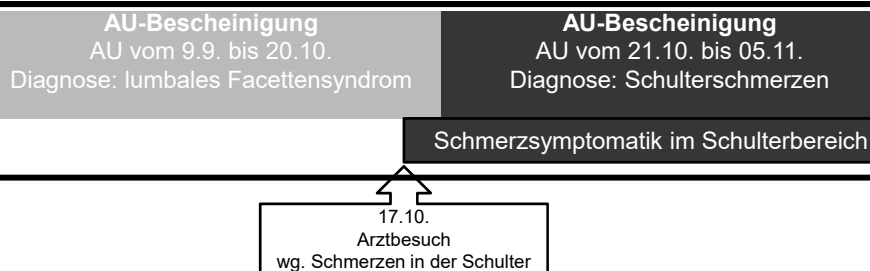 AU-Bescheinigung
AU vom 9.9. bis 20.10.
Diagnose: lumbales Facettensyndrom
AU-Bescheinigung
AU vom 21.10. bis 05.11.
Diagnose: Schulterschmerzen
Schmerzsymptomatik im Schulterbereich
17.10.
Arztbesuch
wg. Schmerzen in der Schulter